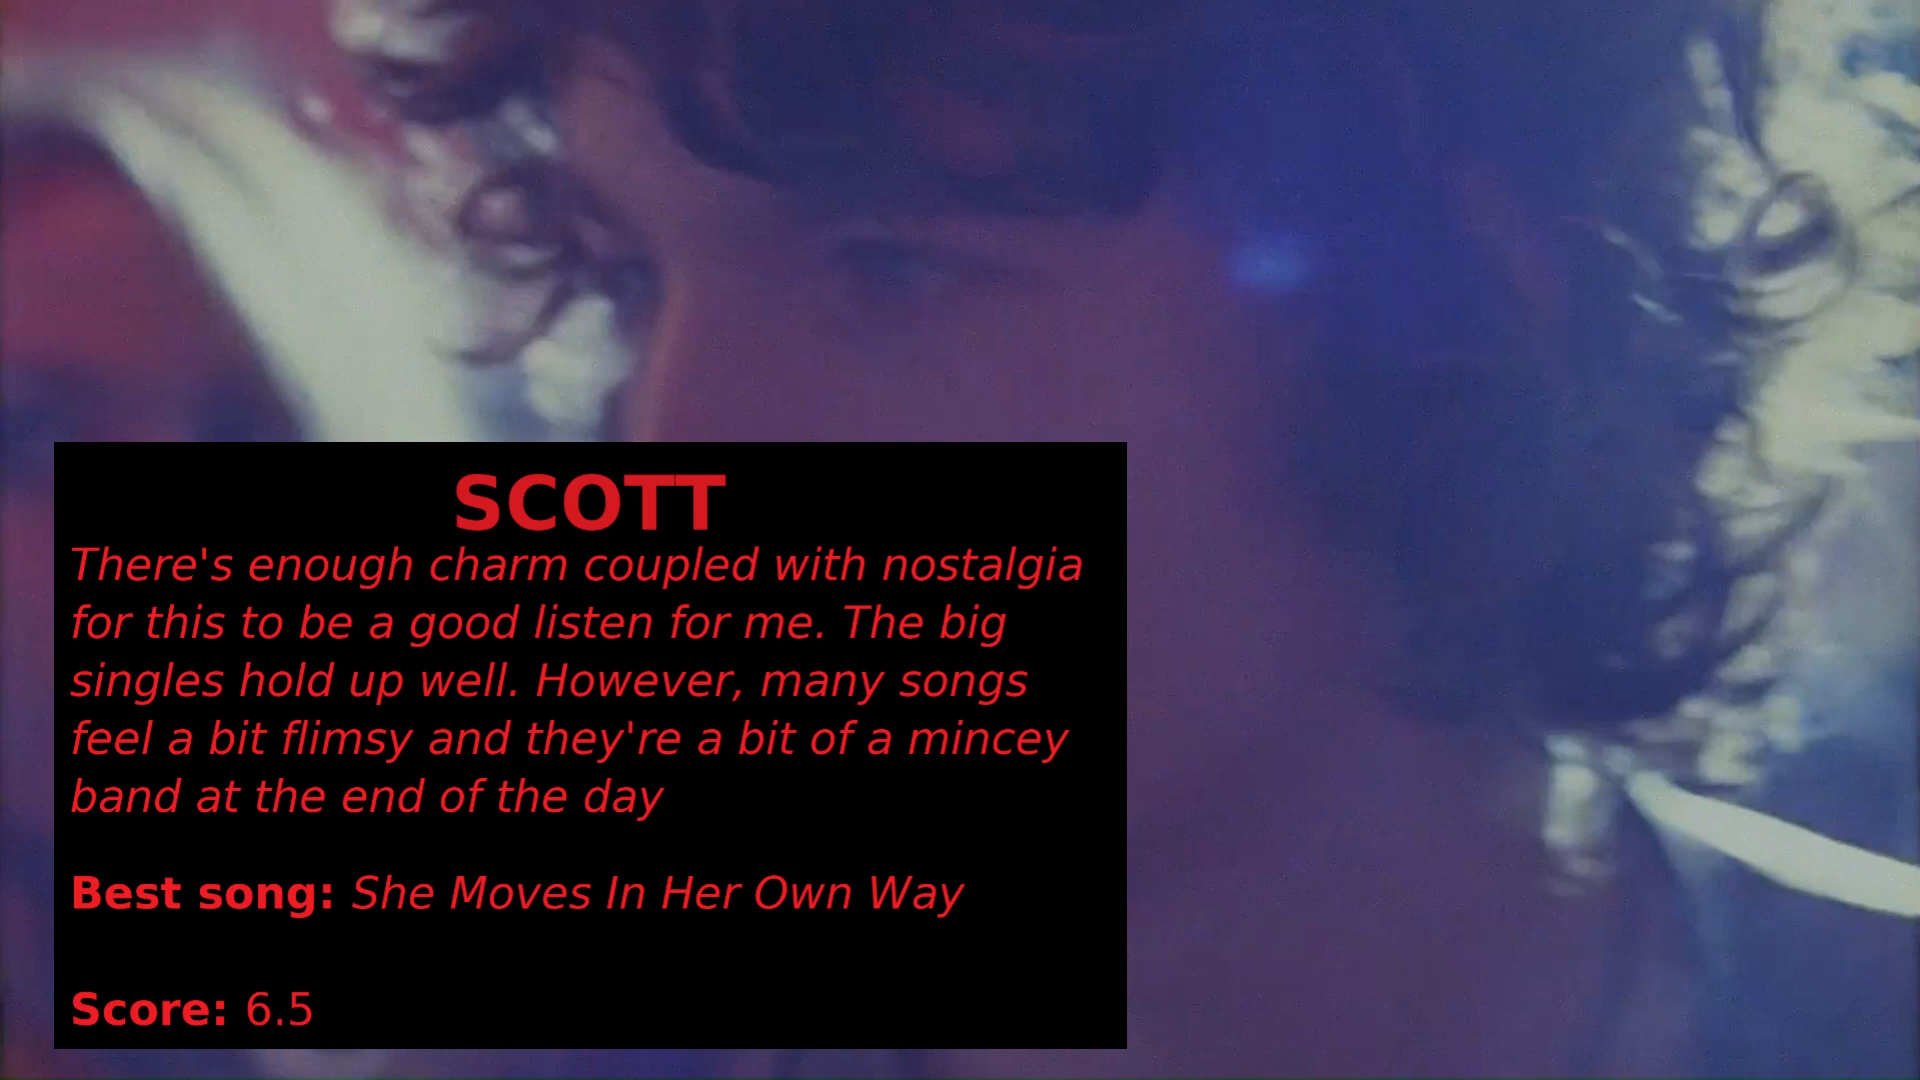 SCOTT
There's enough charm coupled with nostalgia
for this to be a good listen for me. The big
singles hold up well. However, many songs
feel a bit flimsy and they're a bit of a mincey
band at the end of the day
Best song: She Moves In Her Own Way
Score: 6.5